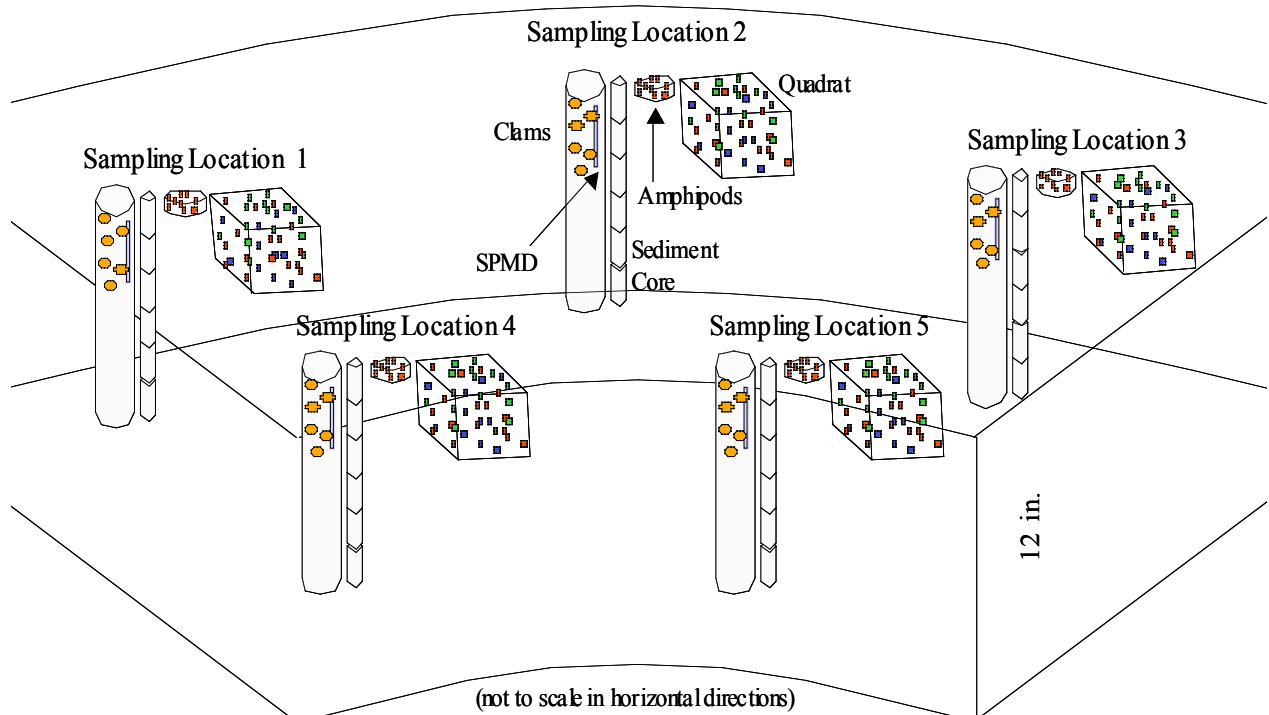 Sampling Location 2
Quadrat
Clams
Sampling Location 3
Sampling Location 1
Amphipods
SPMD
Sediment
Core
Sampling Location 4
Sampling Location 5
12 in.
(not to scale in horizontal directions)